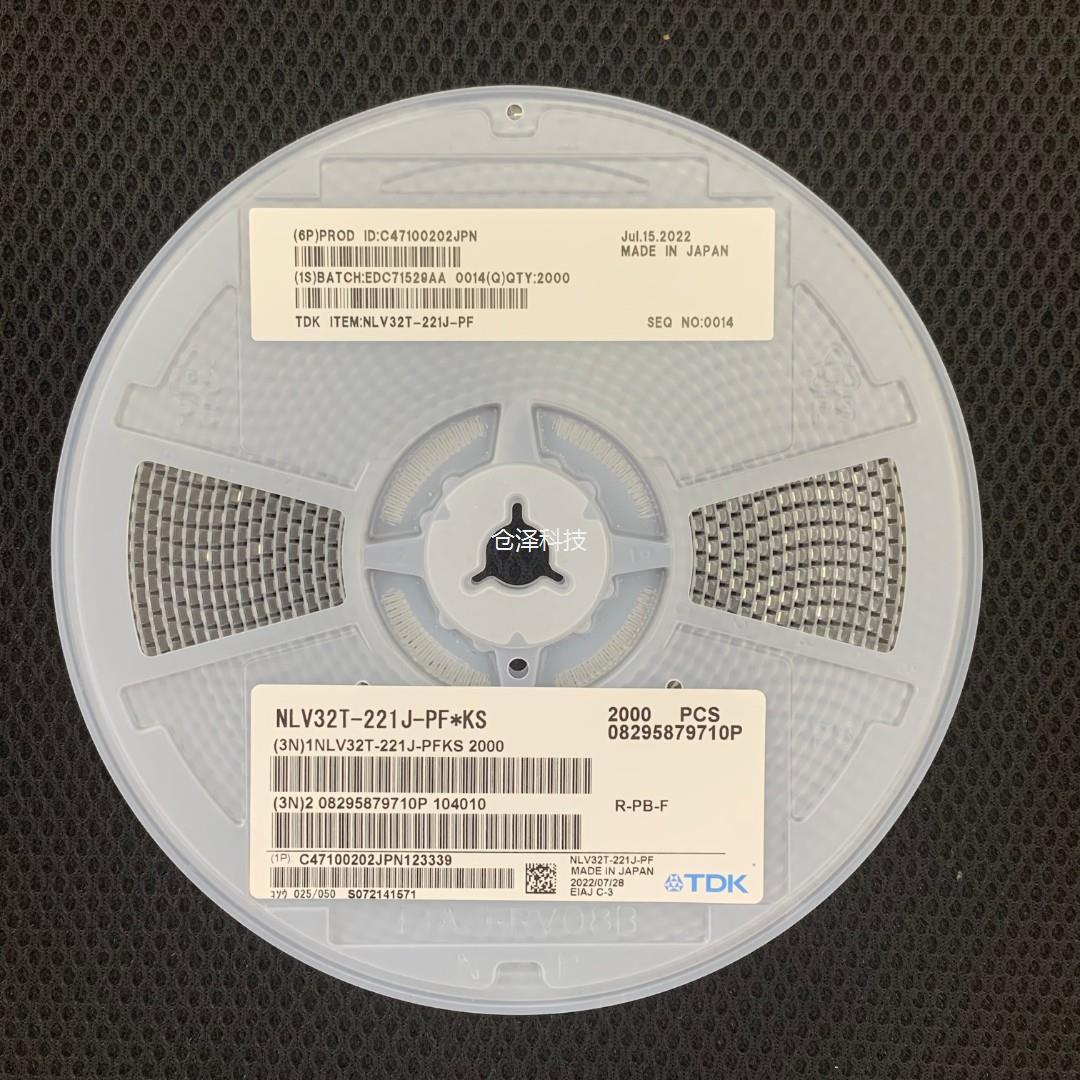 (6P)PROD ID:C47100202JPN
Jul.15.2022
MADE IN JAPAN
(1S)BATCH:EDC71529AA 0014(Q)QTY:2000
TDK ITEM:NLV32T-221J-PF
SEQ NO:0014
仓泽科技
NLV32T-221J-PF*KS
2000 PCS
08295879710P
(3N)1NLV32T-221J-PFKS 2000
(3N)2 08295879710P 104010
R-PB-F
(1P) C47100202JPN123339
NLV32T-221J-PF
MADE IN JAPAN
2022/07/28
EIAJ C-3
TDK
コソウ 025/050 S072141571